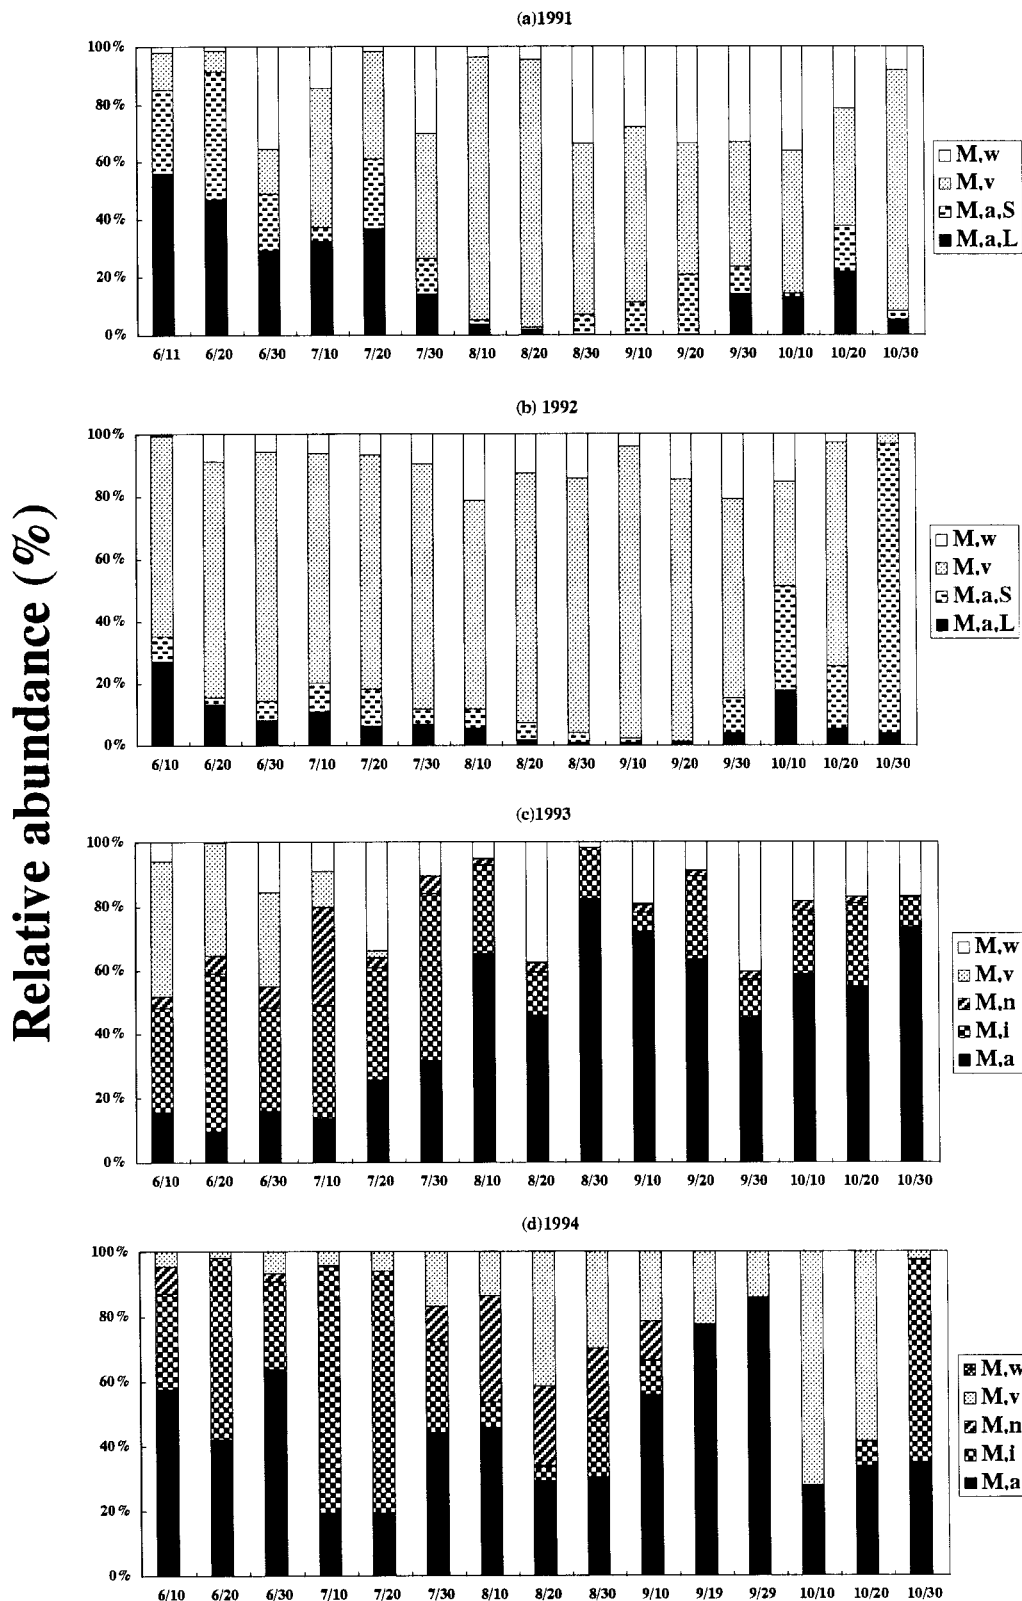 Relative abundance (%)
(a)1991
100%
80%
60%
40%
20%
0%
6/11 6/20 6/30 7/10 7/20 7/30 8/10 8/20 8/30 9/10 9/20 9/30 10/10 10/20 10/30
M,w
M,v
M,a,S
M,a,L
(b) 1992
100%
80%
60%
40%
20%
0%
6/10 6/20 6/30 7/10 7/20 7/30 8/10 8/20 8/30 9/10 9/20 9/30 10/10 10/20 10/30
M,w
M,v
M,a,S
M,a,L
(c)1993
100%
80%
60%
40%
20%
0%
6/10 6/20 6/30 7/10 7/20 7/30 8/10 8/20 8/30 9/10 9/20 9/30 10/10 10/20 10/30
M,w
M,v
M,n
M,i
M,a
(d)1994
100%
80%
60%
40%
20%
0%
6/10 6/20 6/30 7/10 7/20 7/30 8/10 8/20 8/30 9/10 9/19 9/29 10/10 10/20 10/30
M,w
M,v
M,n
M,i
M,a